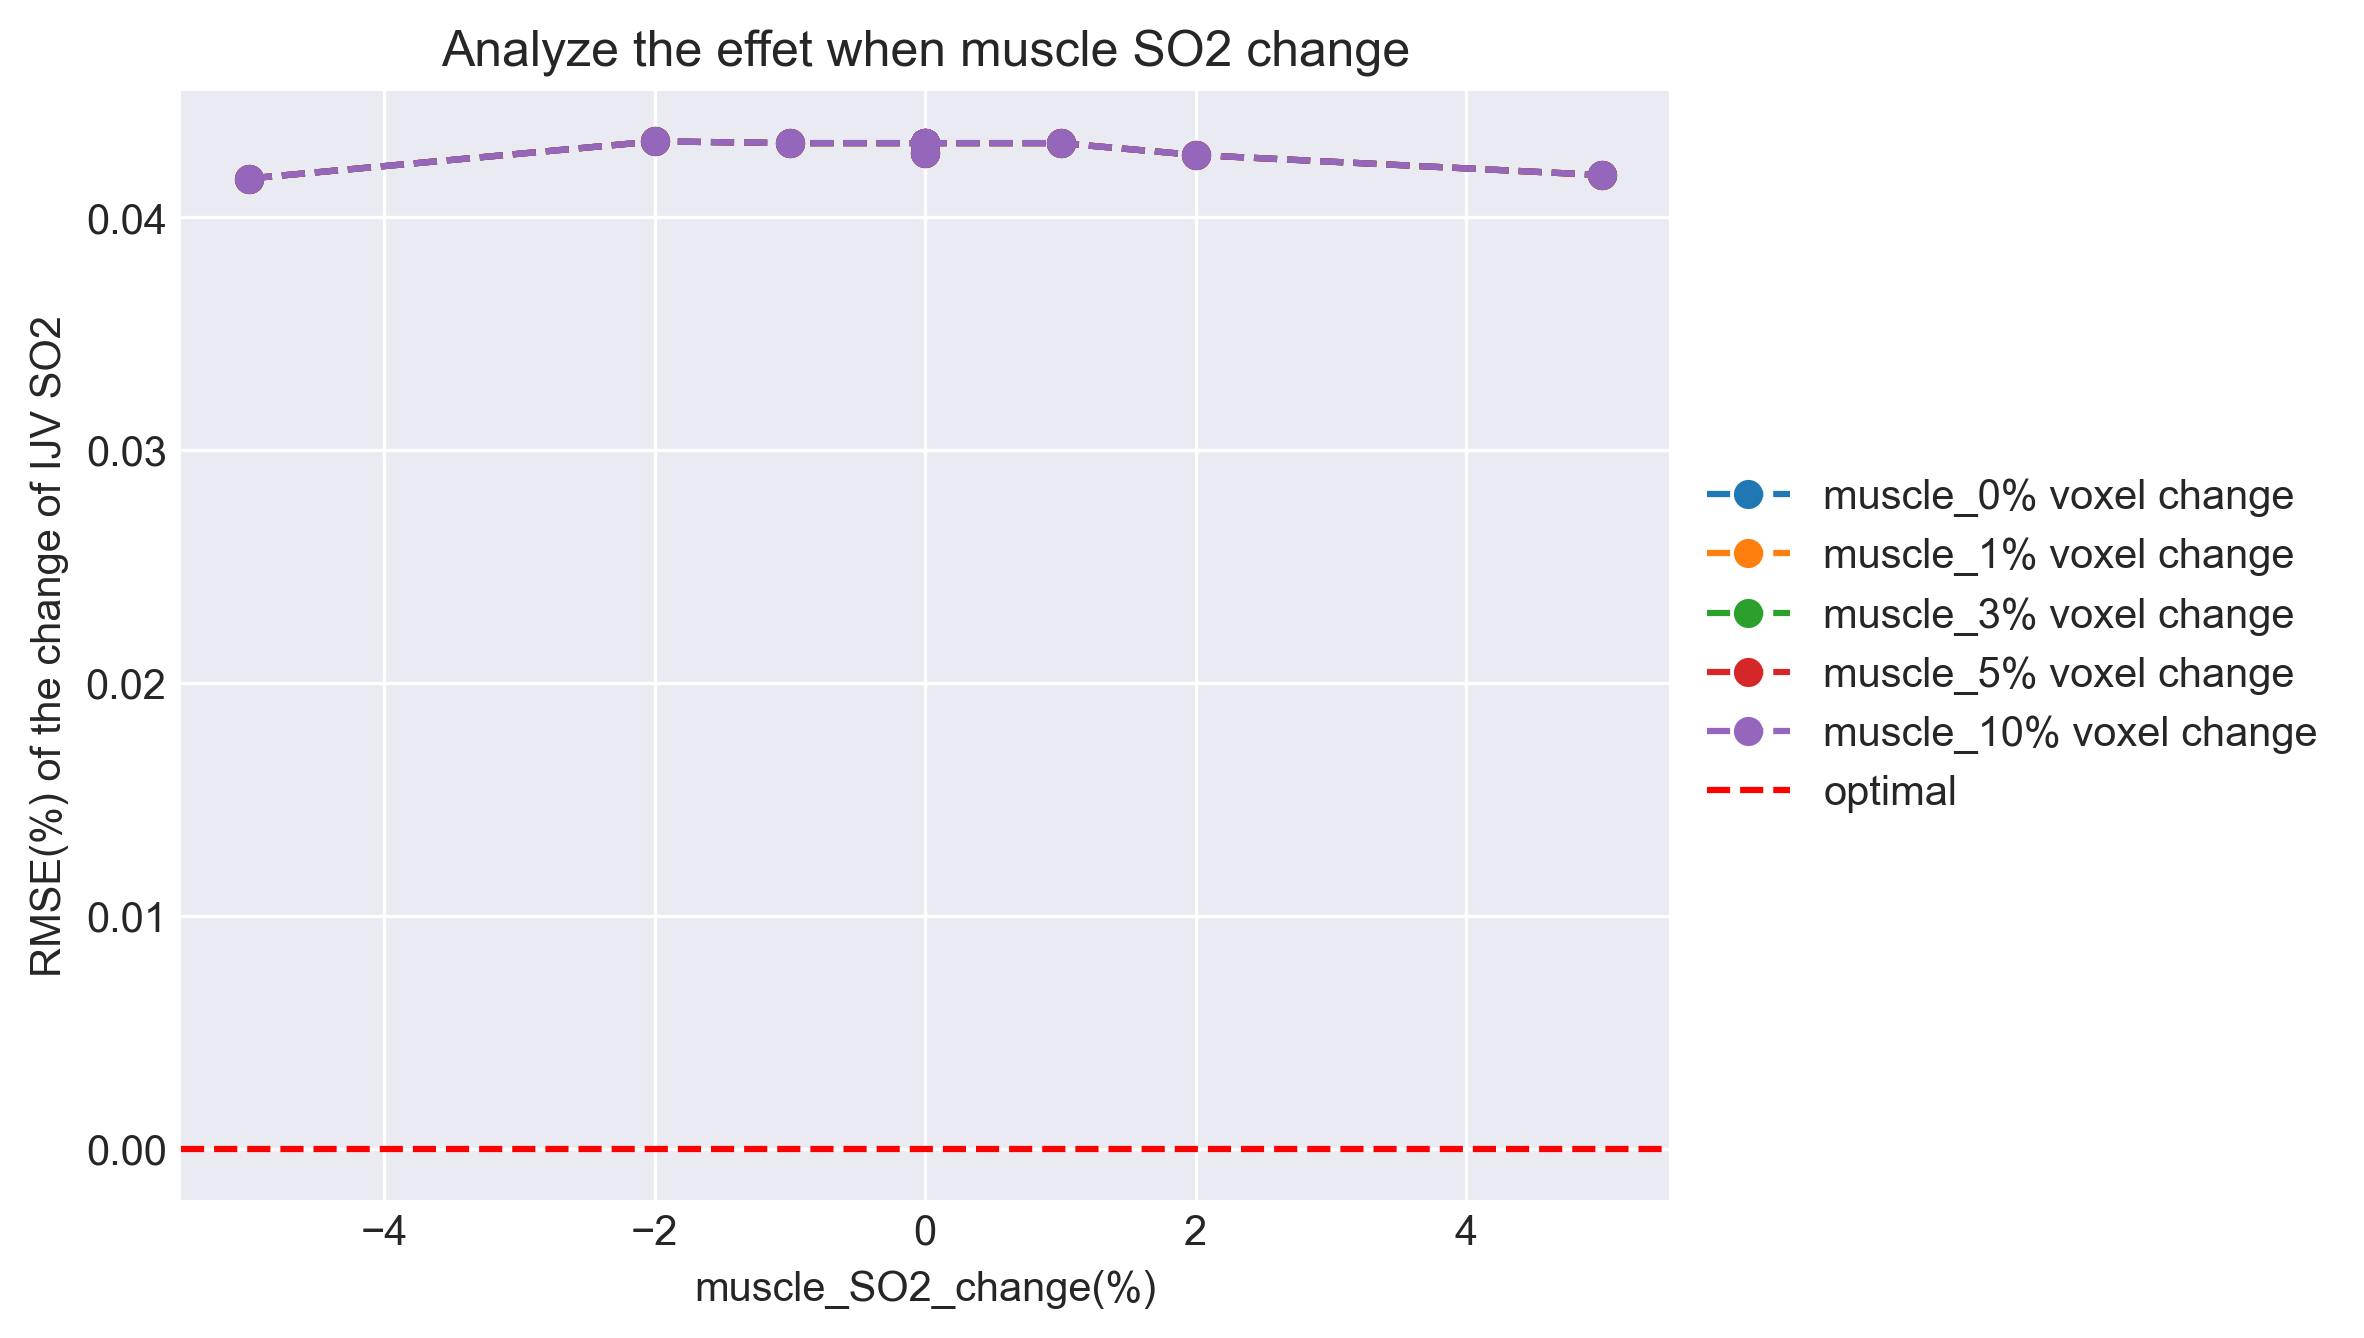 Analyze the effet when muscle SO2 change
RMSE(%) of the change of IJV SO2
0.04
0.03
0.02
0.01
0.00
−4
−2
0
2
4
muscle_SO2_change(%)
muscle_0% voxel change
muscle_1% voxel change
muscle_3% voxel change
muscle_5% voxel change
muscle_10% voxel change
optimal